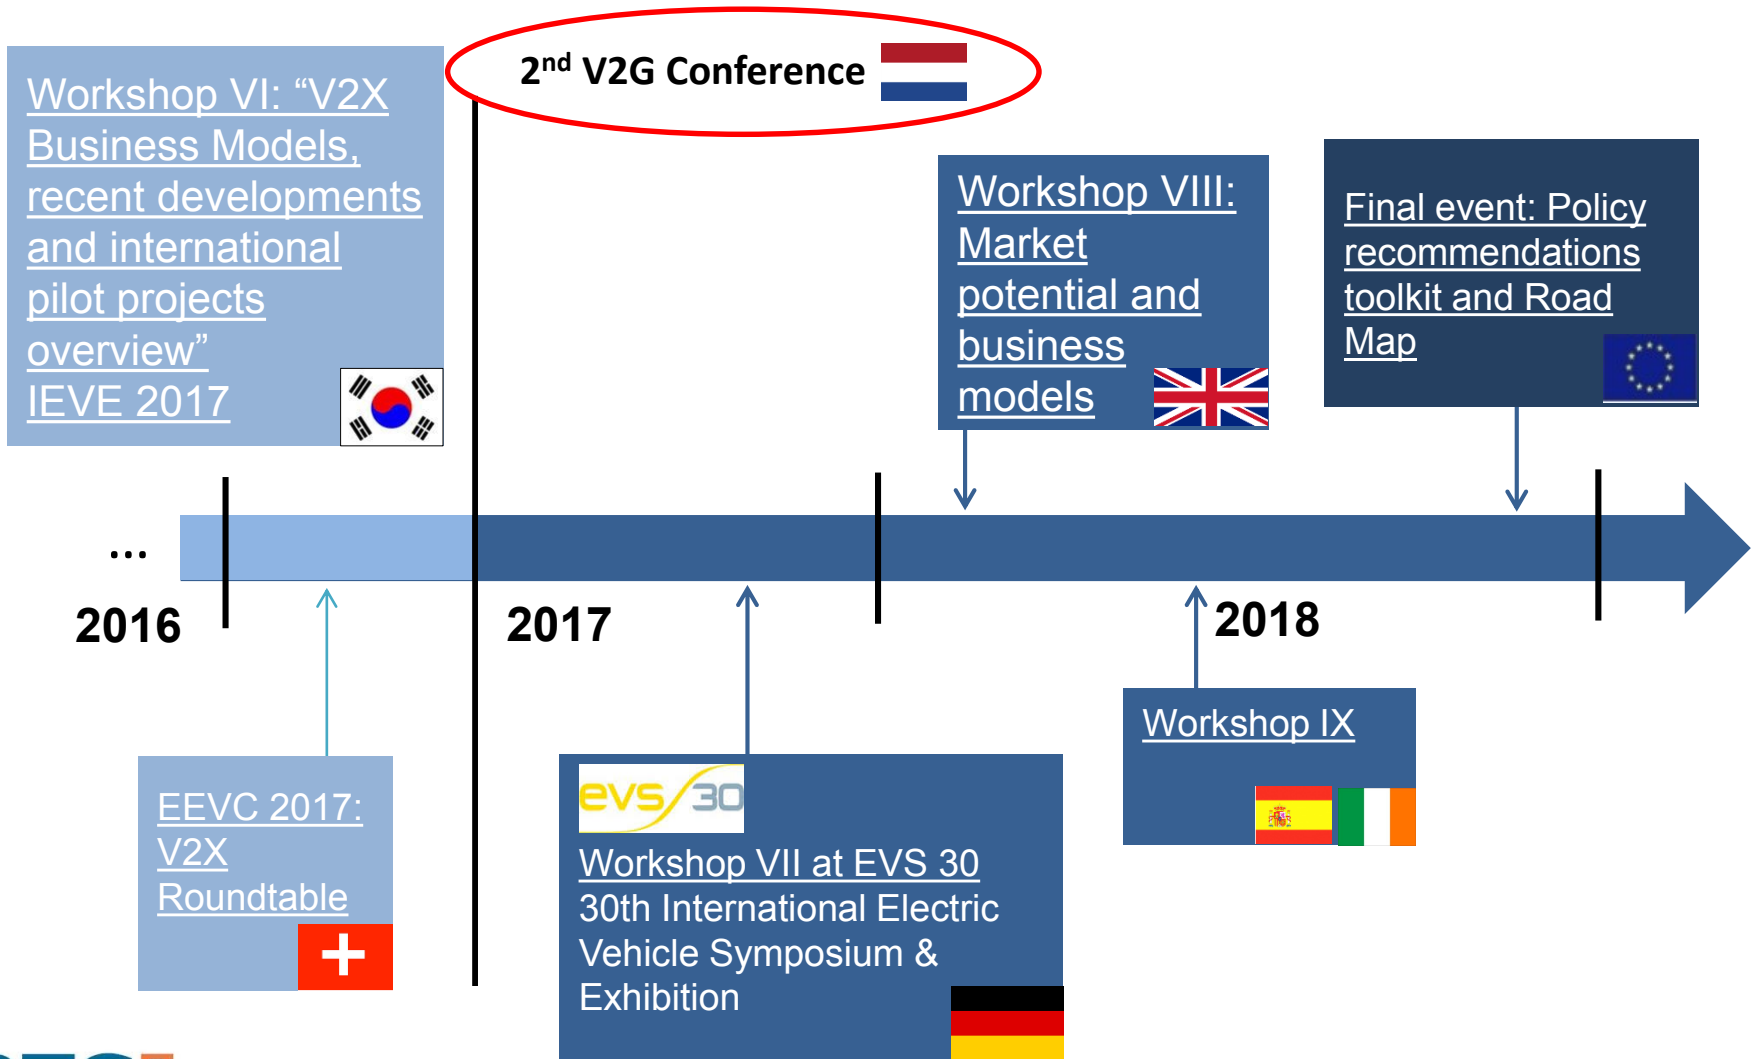 2nd V2G Conference
Workshop VI: “V2X
Business Models,
recent developments
and international
pilot projects
overview”
IEVE 2017
Workshop VIII:
Market
potential and
business
models
Final event: Policy
recommendations
toolkit and Road
Map
...
2016
2017
2018
EEVC 2017:
V2X
Roundtable
evs/30
Workshop VII at EVS 30
30th International Electric
Vehicle Symposium &
Exhibition
Workshop IX